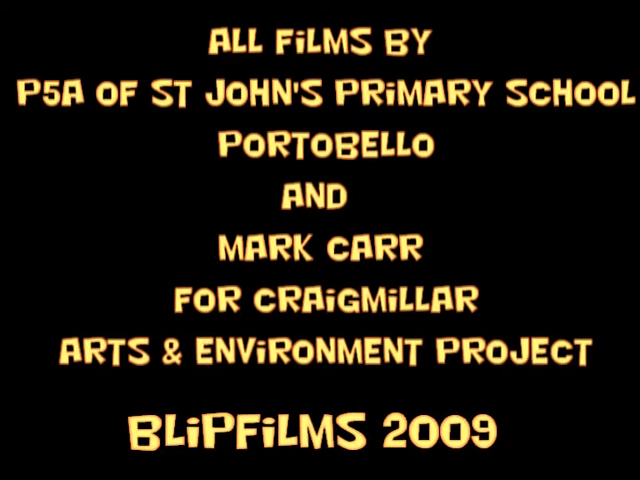 ALL FiLMS BY
P5A OF ST JOHN'S PRiMARY SCHOOL
PORTOBELLO
AND
MARK CARR
FOR CRAiGMiLLAR
ARTS & ENViRONMENT PROJECT
BLiPFiLMS 2009